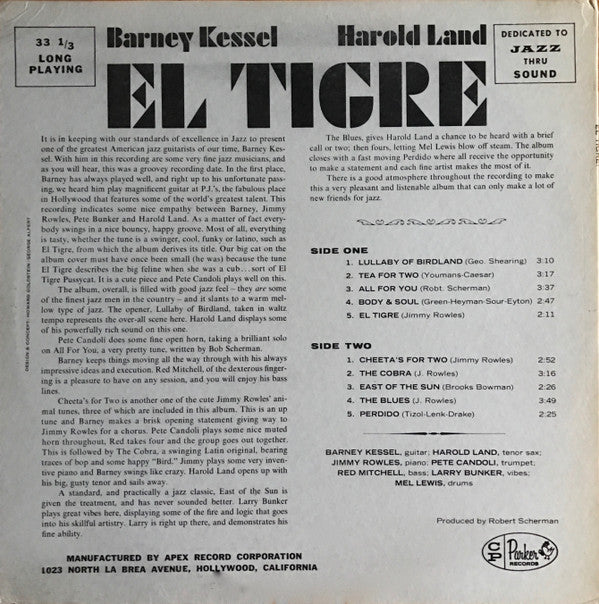 33 1/3
LONG
PLAYING
Barney Kessel Harold Land
EL TIGRE
DEDICATED TO
JAZZ
THRU
SOUND
EL TIGRE
It is in keeping with our standards of excellence in Jazz to present
one of the greatest American jazz guitarists of our time, Barney Kes-
sel. With him in this recording are some very fine jazz musicians, and
as you will hear, this was a groovey recording date. In the first place,
Barney has always played well, and right up to his unfortunate pass-
ing, we heard him play magnificent guitar at P.J.'s, the fabulous place
in Hollywood that features some of the world's greatest talent. This
recording indicates some nice empathy between Barney, Jimmy
Rowles, Pete Bunker and Harold Land. As a matter of fact every-
body swings in a nice bouncy, happy groove. Most of all, everything
is tasty, whether the tune is a swinger, cool, funky or latino, such as
El Tigre, from which the album derives its title. Our big cat on the
album cover must have once been small (he was) because the tune
El Tigre describes the big feline when she was a cub...sort of El
Tigre Pussycat. It is a cute piece and Pete Candoli plays well on this.
The album, overall, is filled with good jazz feel – they are some
of the finest jazz men in the country – and it slants to a warm mel-
low type of jazz. The opener, Lullaby of Birdland, taken in waltz
tempo represents the over-all scene here. Harold Land displays some
of his powerfully rich sound on this one.
Pete Candoli does some fine open horn, taking a brilliant solo
on All For You, a very pretty tune, written by Bob Scherman.
Barney keeps things moving all the way through with his always
impressive ideas and execution. Red Mitchell, of the dexterous finger-
ing is a pleasure to have on any session, and you will enjoy his bass
lines.
Cheeta's for Two is another one of the cute Jimmy Rowles' ani-
mal tunes, three of which are included in this album. This is an up
tune and Barney makes a brisk opening statement giving way to
Jimmy Rowles for a chorus. Pete Candoli plays some nice muted
horn throughout, Red takes four and the group goes out together.
This is followed by The Cobra, a swinging Latin original, bearing
traces of bop and some happy "Bird." Jimmy plays some very inven-
tive piano and Barney swings like crazy. Harold Land opens up with
his big, gusty tenor and sails away.
A standard, and practically a jazz classic, East of the Sun is
given the treatment, and has never sounded better. Larry Bunker
plays great vibes here, displaying some of the fire and logic that goes
into his skillful artistry. Larry is right up there, and demonstrates his
fine ability.
The Blues, gives Harold Land a chance to be heard with a brief
call or two; then fours, letting Mel Lewis blow off steam. The album
closes with a fast moving Perdido where all receive the opportunity
to make a statement and each fine artist makes the most of it.
There is a good atmosphere throughout the recording to make
this a very pleasant and listenable album that can only make a lot of
new friends for jazz.
SIDE ONE
1. LULLABY OF BIRDLAND (Geo. Shearing) 3:10
2. TEA FOR TWO (Youmans-Caesar) 3:17
3. ALL FOR YOU (Robt. Scherman) 3:37
4. BODY & SOUL (Green-Heyman-Sour-Eyton) 2:47
5. EL TIGRE (Jimmy Rowles) 2:11
SIDE TWO
1. CHEETA'S FOR TWO (Jimmy Rowles) 2:52
2. THE COBRA (J. Rowles) 3:16
3. EAST OF THE SUN (Brooks Bowman) 2:26
4. THE BLUES (J. Rowles) 3:49
5. PERDIDO (Tizol-Lenk-Drake) 2:25
BARNEY KESSEL, guitar; HAROLD LAND, tenor sax;
JIMMY ROWLES, piano; PETE CANDOLI, trumpet;
RED MITCHELL, bass; LARRY BUNKER, vibes;
MEL LEWIS, drums
Produced by Robert Scherman
CP
Parker
RECORDS
DESIGN & CONCEPT: HOWARD GOLDSTEIN/GEORGE ALPERT
MANUFACTURED BY APEX RECORD CORPORATION
1023 NORTH LA BREA AVENUE, HOLLYWOOD, CALIFORNIA